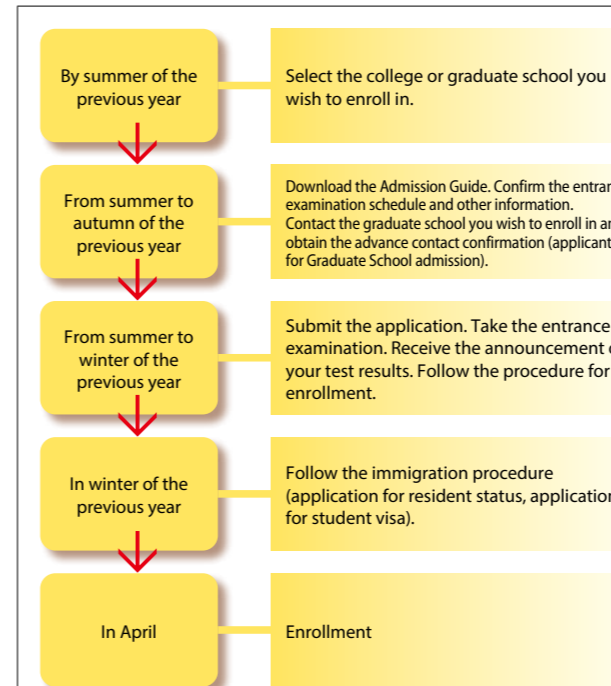 By summer of the
previous year
Select the college or graduate school you
wish to enroll in.
From summer to
autumn of the
previous year
Download the Admission Guide. Confirm the
examination schedule and other information.
Contact the graduate school you wish to enroll in
obtain the advance contact confirmation
for Graduate School admission).
From summer to
winter of the
previous year
Submit the application. Take the entrance
examination. Receive the announcement
your test results. Follow the procedure for
enrollment.
In winter of the
previous year
Follow the immigration procedure
(application for resident status, application
for student visa).
In April
Enrollment